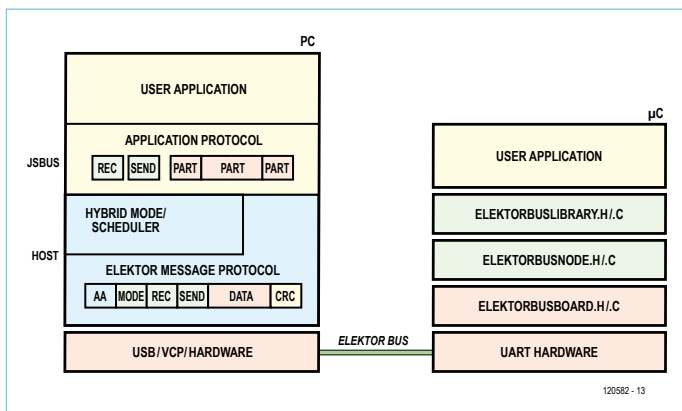 PC
USER APPLICATION
APPLICATION PROTOCOL
JSBUS
REC SEND PART PART PART
HYBRID MODE/
SCHEDULER
HOST
ELEKTOR MESSAGE PROTOCOL
AA MODE REC SEND DATA CRC
USB/VCP/HARDWARE
ELEKTOR BUS
µC
USER APPLICATION
ELEKTORBUSLIBRARY.H/.C
ELEKTORBUSNODE.H/.C
ELEKTORBUSBOARD.H/.C
UART HARDWARE
120582 - 13